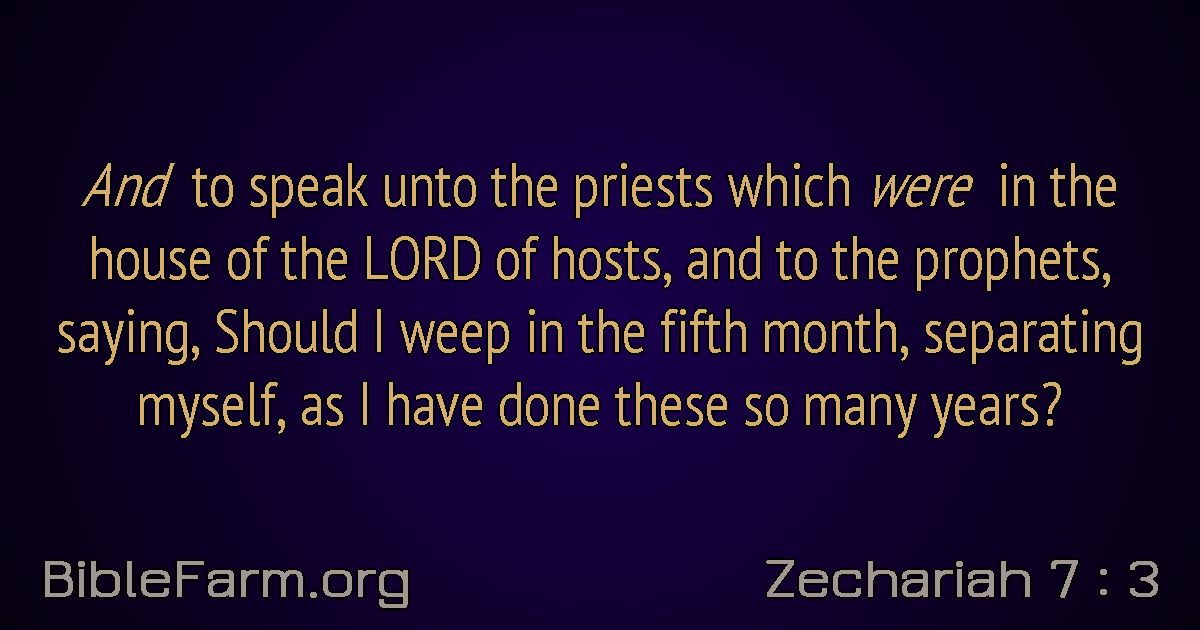 And to speak unto the priests which were in the
house of the LORD of hosts, and to the prophets,
saying, Should I weep in the fifth month, separating
myself, as I have done these so many years?
BibleFarm.org
Zechariah 7 : 3